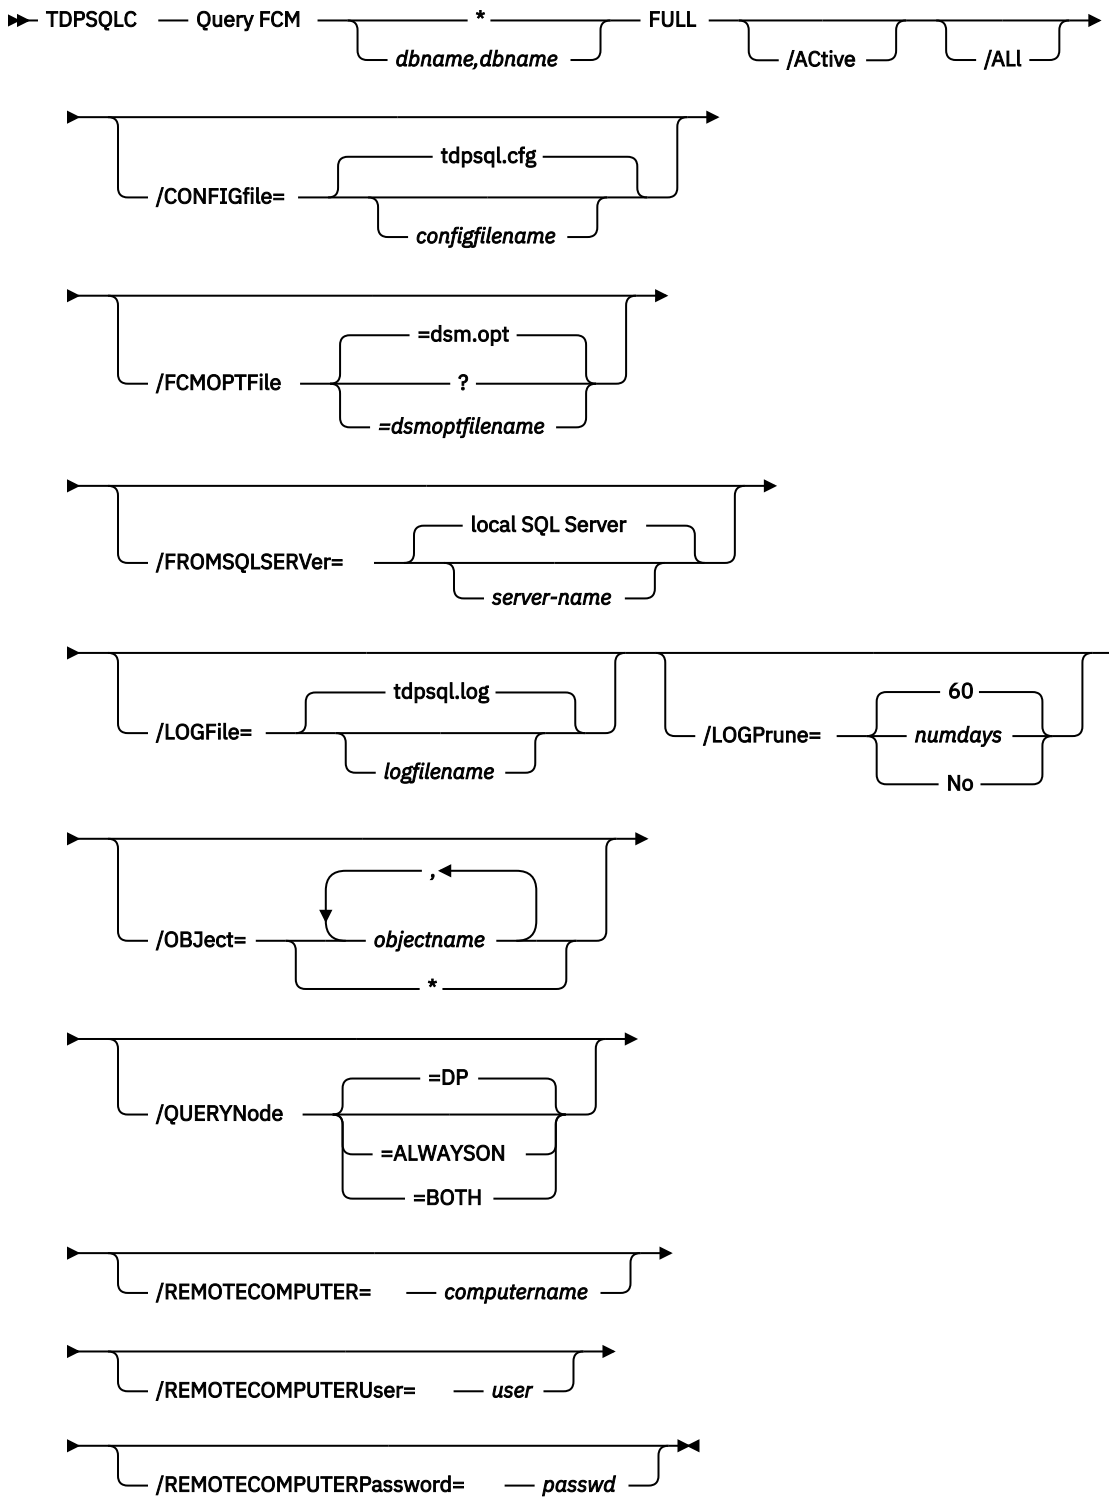 TDPSQLC Query FCM * FULL
dbname,dbname /ACtive /ALl
tdpsql.cfg
/CONFIGfile=
configfilename
=dsm.opt
/FCMOPTFile ?
=dsmoptfilename
local SQL Server
/FROMSQLSERVer=
server-name
tdpsql.log 60
/LOGFile= /LOGPrune= numdays
logfilename No
,
/OBJect= objectname
*
=DP
/QUERYNode
=ALWAYSON
=BOTH
/REMOTECOMPUTER= computername
/REMOTECOMPUTERUser= user
/REMOTECOMPUTERPassword= passwd